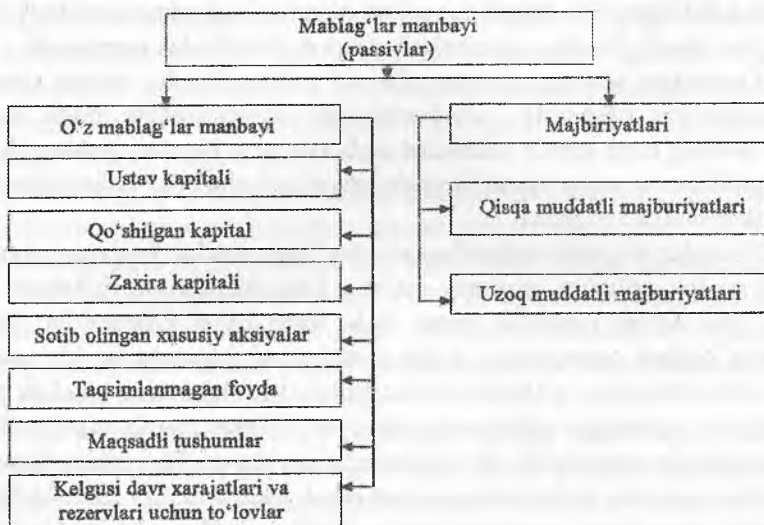 Mablag‘lar manbayi
(passivlar)
O‘z mablag‘lar manbayi
Ustav kapitali
Qo‘shilgan kapital
Zaxira kapitali
Sotib olingan xususiy aksiyalar
Taqsimlanmagan foyda
Maqsadli tushumlar
Kelgusi davr xarajatlari va
rezervlari uchun to‘lovlar
Majbiriyatlari
Qisqa muddatli majburiyatlari
Uzoq muddatli majburiyatlari